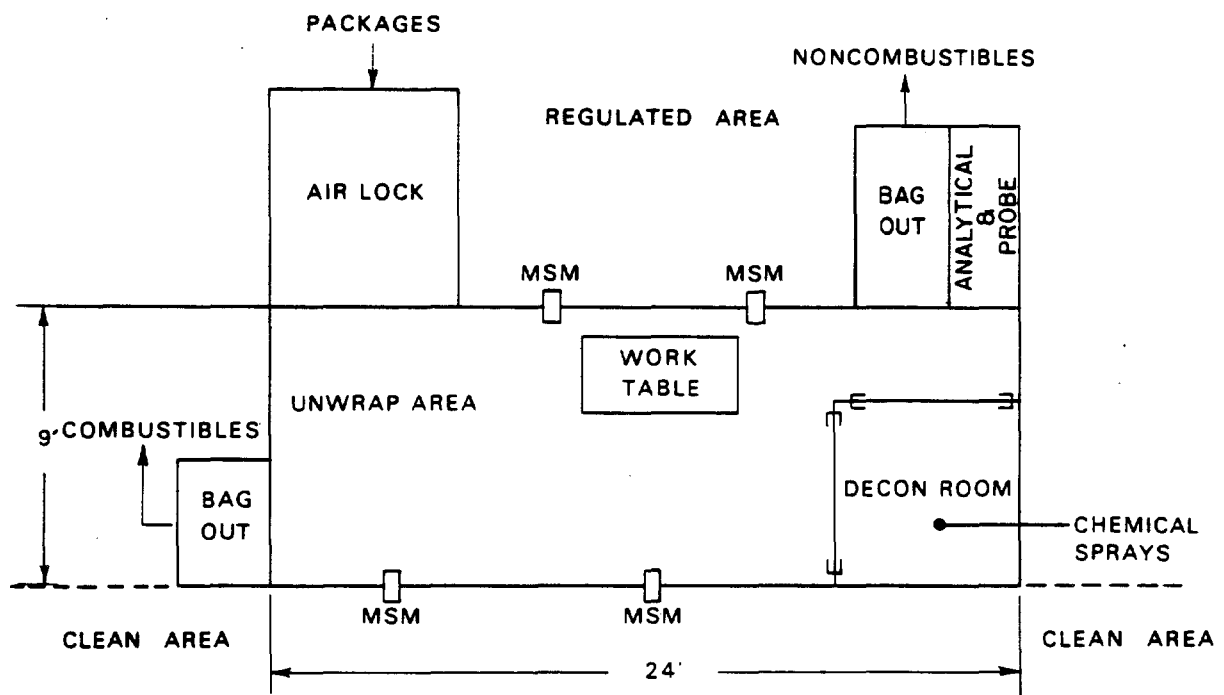 PACKAGES
NONCOMBUSTIBLES
REGULATED AREA
AIR LOCK
BAG
OUT
ANALYTICAL
&
PROBE
MSM
MSM
WORK
TABLE
UNWRAP AREA
9'
COMBUSTIBLES
BAG
OUT
DECON ROOM
CHEMICAL
SPRAYS
MSM
MSM
CLEAN AREA
CLEAN AREA
24'